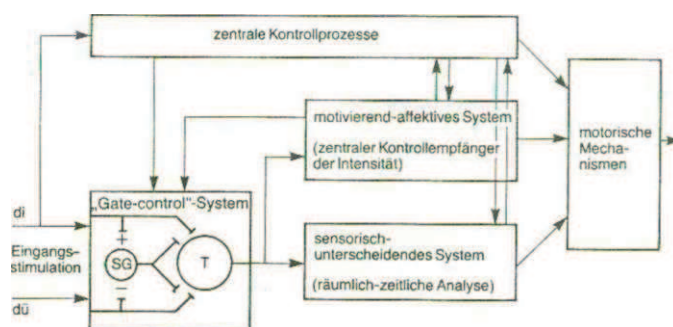 zentrale Kontrollprozesse
motivierend-affektives System
(zentraler Kontrollempfänger
der Intensität)
motorische
Mecha-
nismen
„Gate-control"-System
di
Eingangs-
stimulation
dü
+
SG
−
T
sensorisch-
unterscheidendes System
(räumlich-zeitliche Analyse)